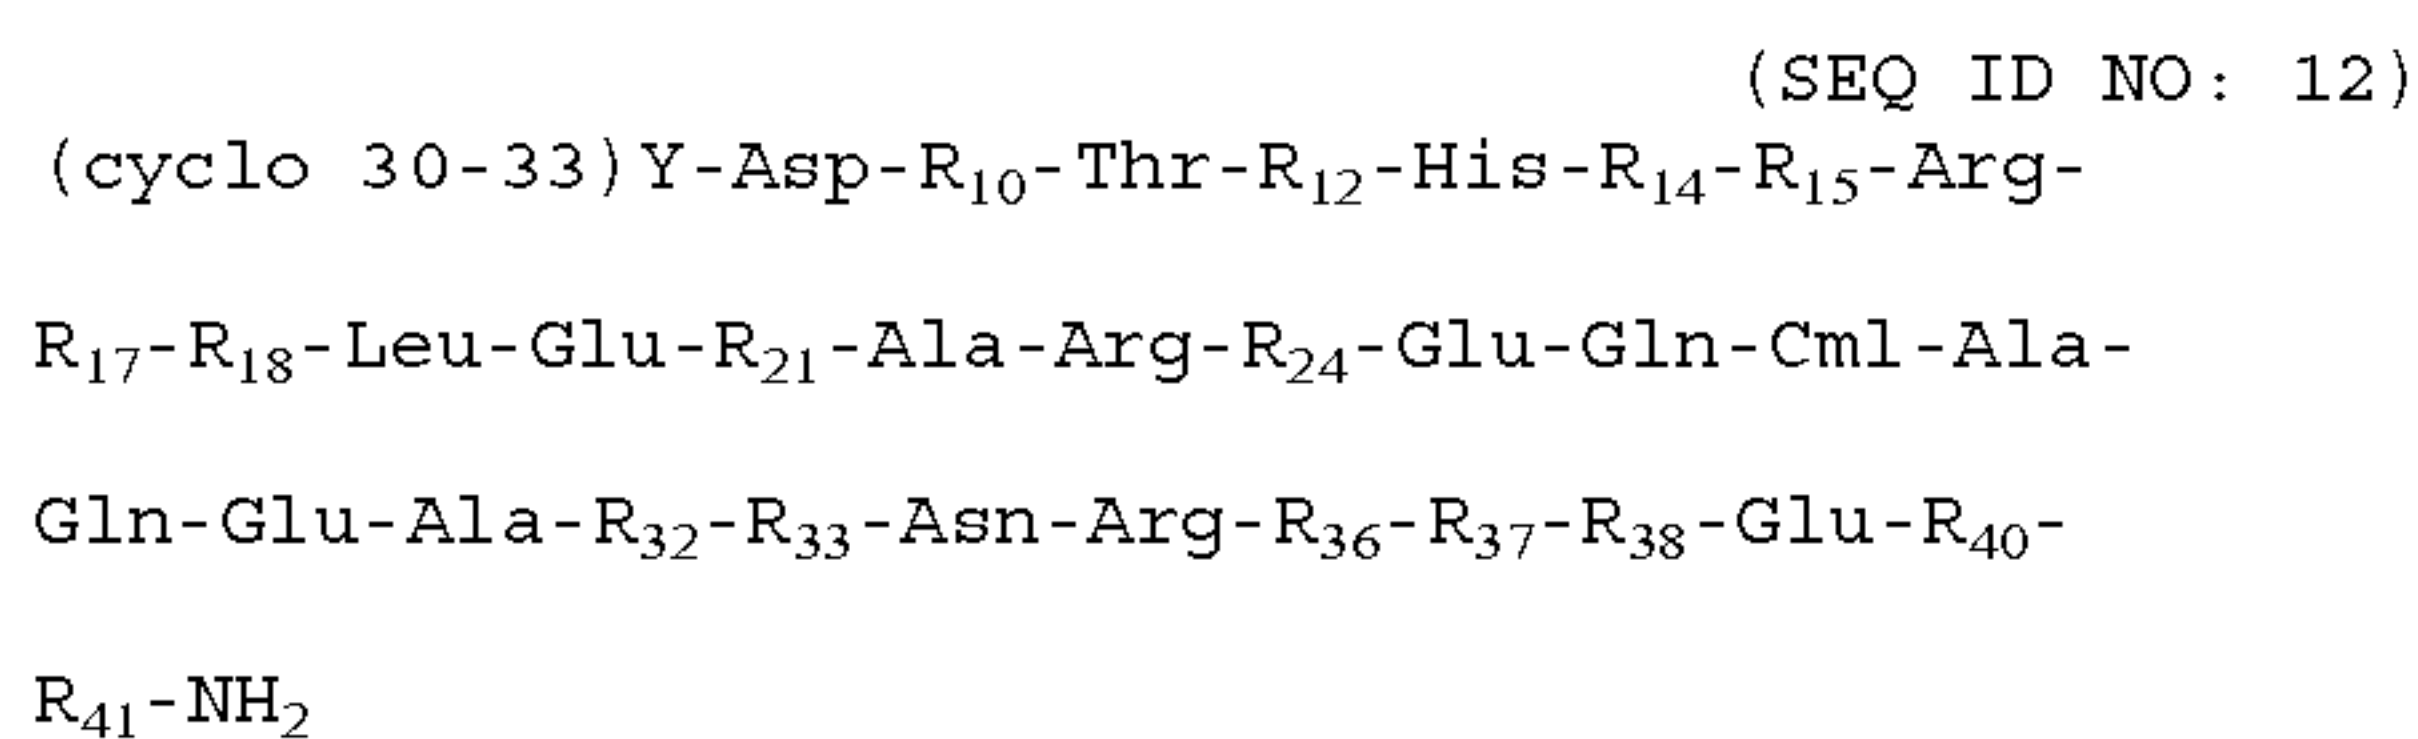 (SEQ ID NO: 12)
(cyclo 30-33)Y-Asp-R₁₀-Thr-R₁₂-His-R₁₄-R₁₅-Arg-
R₁₇-R₁₈-Leu-Glu-R₂₁-Ala-Arg-R₂₄-Glu-Gln-Cml-Ala-
Gln-Glu-Ala-R₃₂-R₃₃-Asn-Arg-R₃₆-R₃₇-R₃₈-Glu-R₄₀-
R₄₁-NH₂